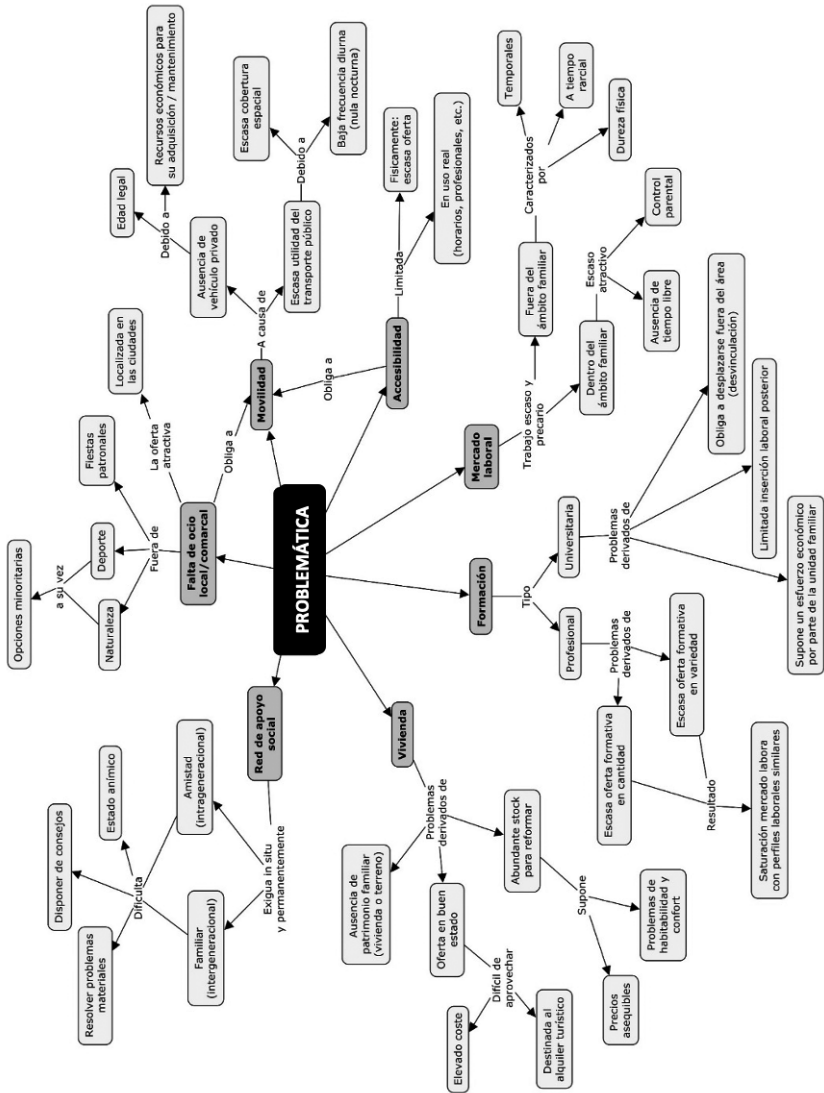 PROBLEMÁTICA
Falta de ocio
local/comarcal
Fuera de
Naturaleza
Deporte
a su vez
Opciones minoritarias
Fiestas
patronales
La oferta
atractiva
Localizada en
las ciudades
Obliga a
Movilidad
A causa de
Ausencia de
vehículo privado
Debido a
Edad legal
Recursos económicos para
su adquisición / mantenimiento
Escasa utilidad del
transporte público
Debido a
Escasa cobertura
espacial
Baja frecuencia diurna
(nula nocturna)
Obliga a
Accesibilidad
Limitada
Físicamente:
escasa oferta
En uso real
(horarios, profesionales, etc.)
Mercado
laboral
Trabajo escaso y
precario
Fuera del
ámbito familiar
Caracterizados
por
Temporales
A tiempo
rarcial
Dureza física
Dentro del
ámbito familiar
Escaso
atractivo
Control
parental
Ausencia de
tiempo libre
Formación
Tipo
Universitaria
Problemas
derivados de
Obliga a desplazarse fuera del área
(desvinculación)
Limitada inserción laboral posterior
Supone un esfuerzo económico
por parte de la unidad familiar
Profesional
Problemas
derivados de
Escasa oferta formativa
en cantidad
Escasa oferta formativa
en variedad
Resultado
Saturación mercado labora
con perfiles laborales similares
Vivienda
Problemas
derivados de
Ausencia de
patrimonio familiar
(vivienda o terreno)
Oferta en buen
estado
Difícil de
aprovechar
Elevado coste
Destinada al
alquiler turístico
Abundante stock
para reformar
Supone
Precios
asequibles
Problemas de
habitabilidad y
confort
Red de apoyo
social
Exigua in situ
y permanentemente
Familiar
(intergeneracional)
Amistad
(intrageneracional)
Dificulta
Resolver problemas
materiales
Disponer de consejos
Estado anímico